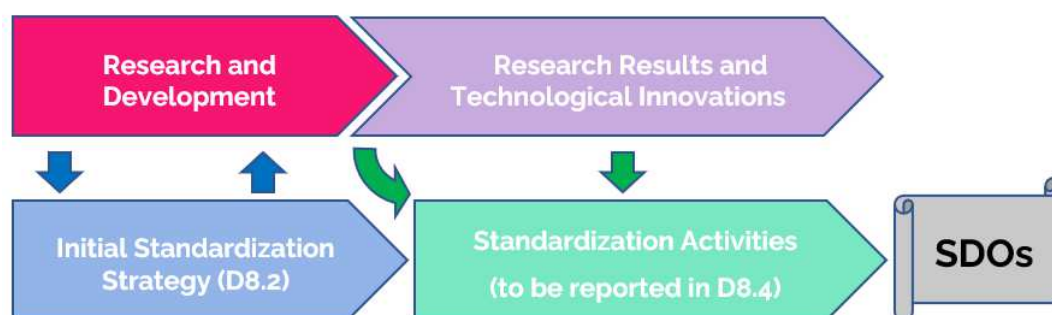 Research and
Development
Research Results and
Technological Innovations
Initial Standardization
Strategy (D8.2)
Standardization Activities
(to be reported in D8.4)
SDOs